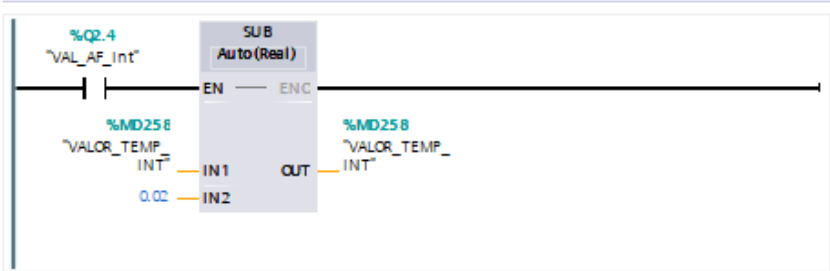 %Q2.4
"VAL_AF_Int"
SUB
Auto(Real)
EN
ENO
%MD258
"VALOR_TEMP_
INT"
IN1
0.02
IN2
OUT
%MD258
"VALOR_TEMP_
INT"